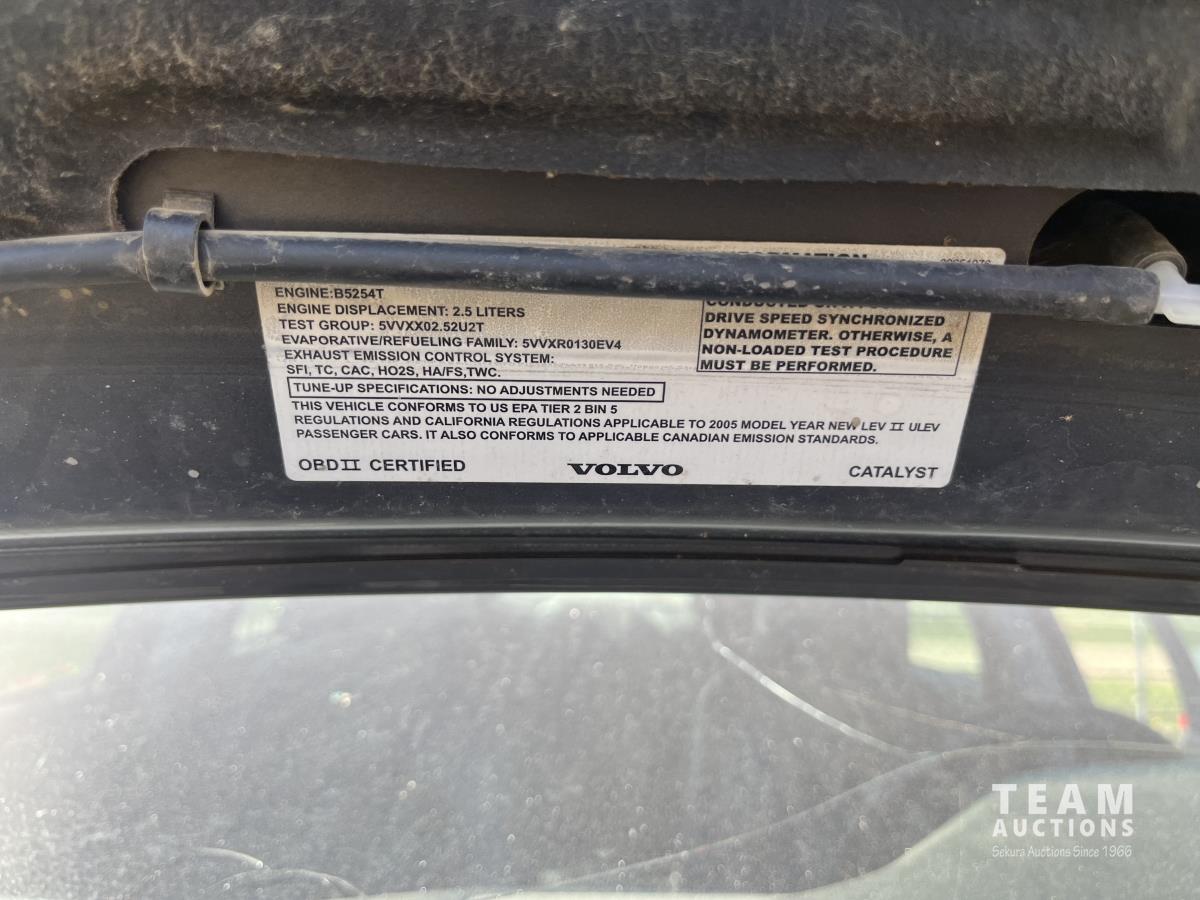 ENGINE:B5254T
ENGINE DISPLACEMENT: 2.5 LITERS
TEST GROUP: 5VVXX02.52U2T
EVAPORATIVE/REFUELING FAMILY: 5VVXR0130EV4
EXHAUST EMISSION CONTROL SYSTEM:
SFI, TC, CAC, HO2S, HA/FS,TWC.
DRIVE SPEED SYNCHRONIZED
DYNAMOMETER. OTHERWISE, A
NON-LOADED TEST PROCEDURE
MUST BE PERFORMED.
TUNE-UP SPECIFICATIONS: NO ADJUSTMENTS NEEDED
THIS VEHICLE CONFORMS TO US EPA TIER 2 BIN 5
REGULATIONS AND CALIFORNIA REGULATIONS APPLICABLE TO 2005 MODEL YEAR NEW LEV II ULEV
PASSENGER CARS. IT ALSO CONFORMS TO APPLICABLE CANADIAN EMISSION STANDARDS.
OBD II CERTIFIED
VOLVO
CATALYST
TEAM
AUCTIONS
Sekura Auctions Since 1966